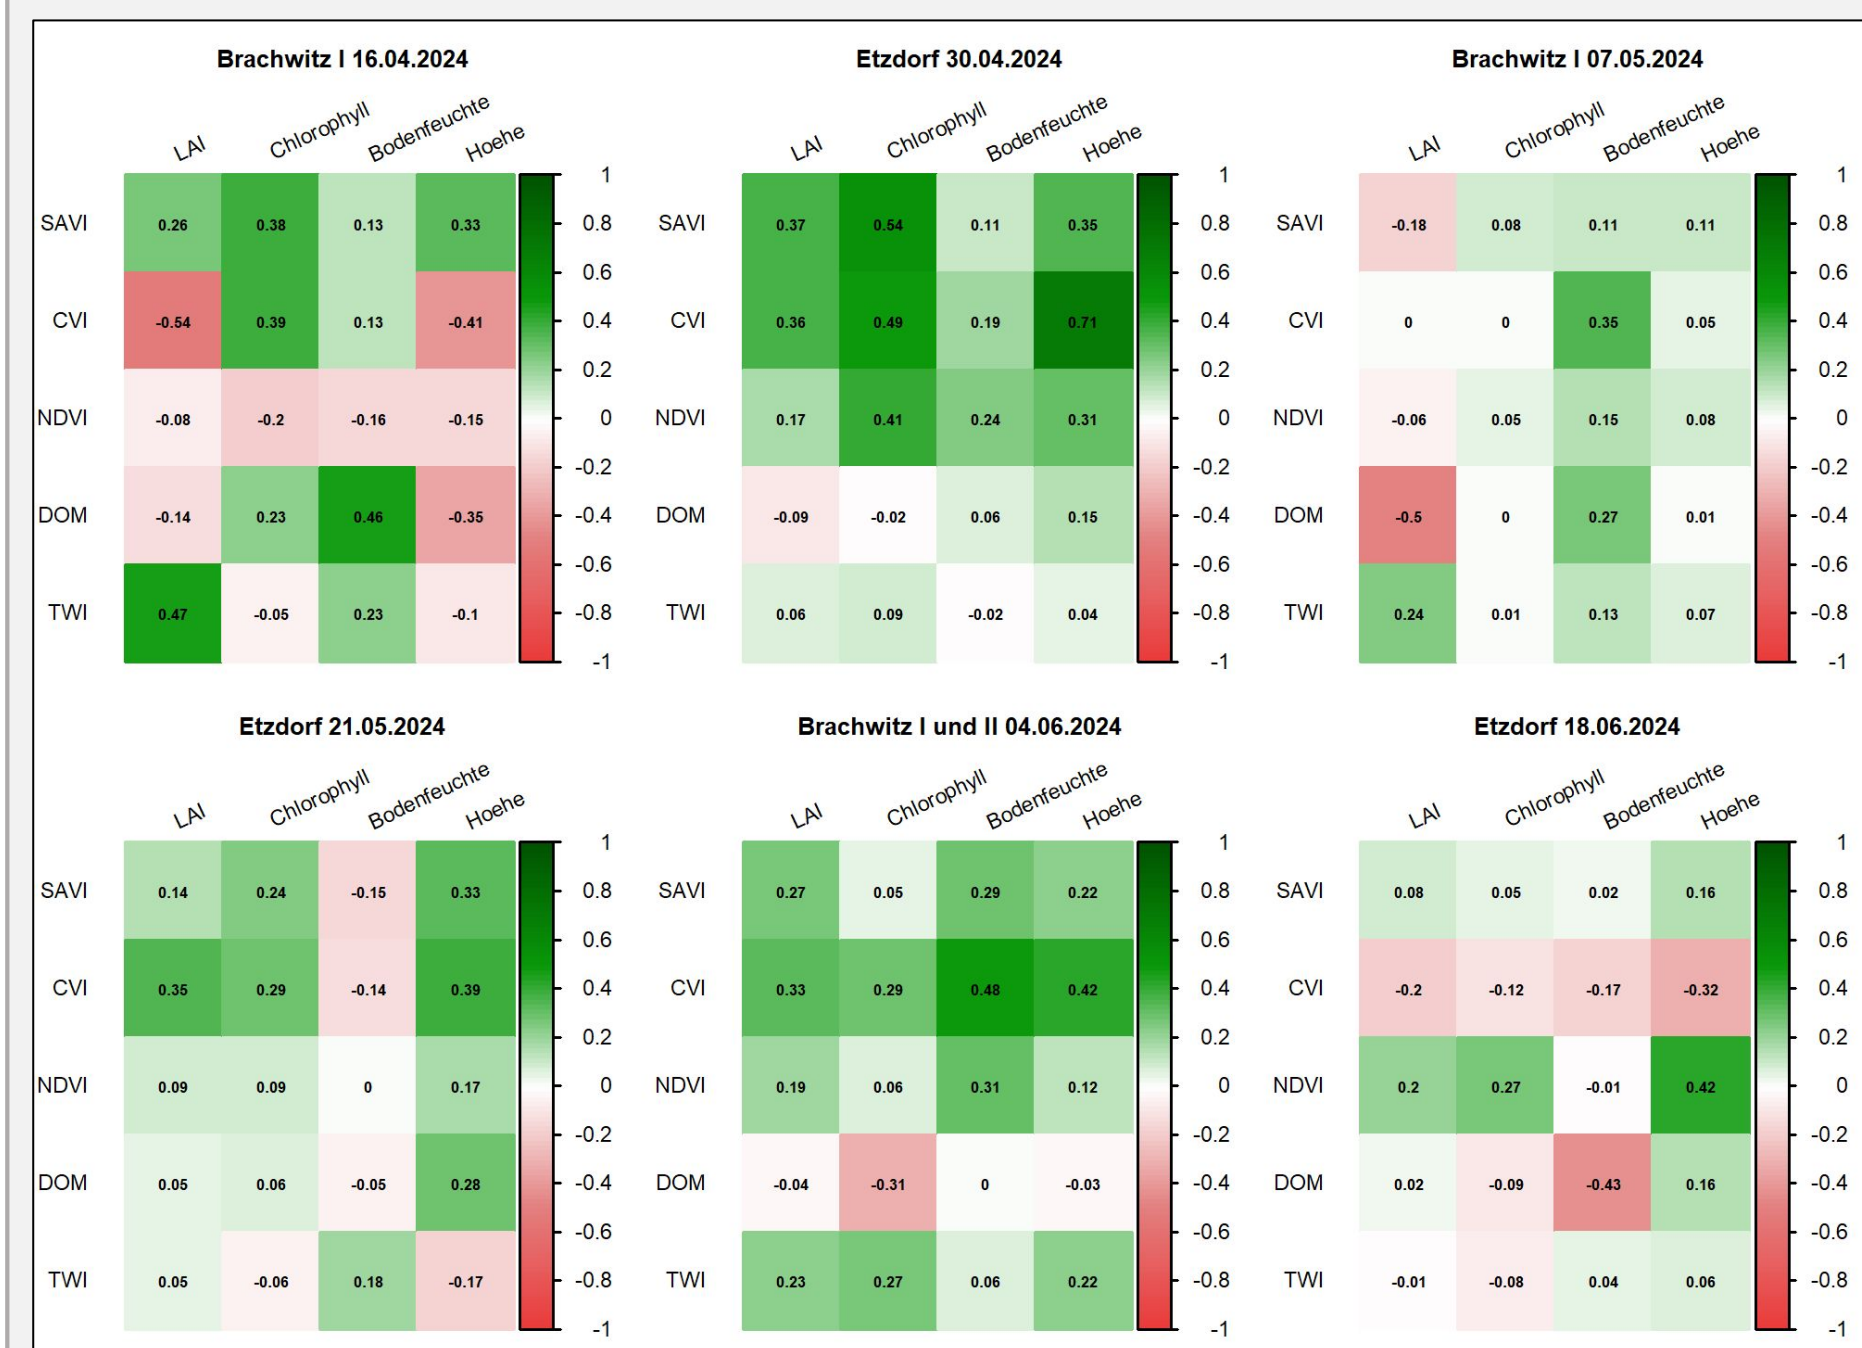 Brachwitz I 16.04.2024
LAI Chlorophyll Bodenfeuchte Hoehe
1
SAVI 0.26 0.38 0.13 0.33 0.8
0.6
CVI -0.54 0.39 0.13 -0.41 0.4
0.2
NDVI -0.08 -0.2 -0.16 -0.15 0
-0.2
DOM -0.14 0.23 0.46 -0.35 -0.4
-0.6
TWI 0.47 -0.05 0.23 -0.1 -0.8
-1
Etzdorf 30.04.2024
LAI Chlorophyll Bodenfeuchte Hoehe
1
SAVI 0.37 0.54 0.11 0.35 0.8
0.6
CVI 0.36 0.49 0.19 0.71 0.4
0.2
NDVI 0.17 0.41 0.24 0.31 0
-0.2
DOM -0.09 -0.02 0.06 0.15 -0.4
-0.6
TWI 0.06 0.09 -0.02 0.04 -0.8
-1
Brachwitz I 07.05.2024
LAI Chlorophyll Bodenfeuchte Hoehe
1
SAVI -0.18 0.08 0.11 0.11 0.8
0.6
CVI 0 0 0.35 0.05 0.4
0.2
NDVI -0.06 0.05 0.15 0.08 0
-0.2
DOM -0.5 0 0.27 0.01 -0.4
-0.6
TWI 0.24 0.01 0.13 0.07 -0.8
-1
Etzdorf 21.05.2024
LAI Chlorophyll Bodenfeuchte Hoehe
1
SAVI 0.14 0.24 -0.15 0.33 0.8
0.6
CVI 0.35 0.29 -0.14 0.39 0.4
0.2
NDVI 0.09 0.09 0 0.17 0
-0.2
DOM 0.05 0.06 -0.05 0.28 -0.4
-0.6
TWI 0.05 -0.06 0.18 -0.17 -0.8
-1
Brachwitz I und II 04.06.2024
LAI Chlorophyll Bodenfeuchte Hoehe
1
SAVI 0.27 0.05 0.29 0.22 0.8
0.6
CVI 0.33 0.29 0.48 0.42 0.4
0.2
NDVI 0.19 0.06 0.31 0.12 0
-0.2
DOM -0.04 -0.31 0 -0.03 -0.4
-0.6
TWI 0.23 0.27 0.06 0.22 -0.8
-1
Etzdorf 18.06.2024
LAI Chlorophyll Bodenfeuchte Hoehe
1
SAVI 0.08 0.05 0.02 0.16 0.8
0.6
CVI -0.2 -0.12 -0.17 -0.32 0.4
0.2
NDVI 0.2 0.27 -0.01 0.42 0
-0.2
DOM 0.02 -0.09 -0.43 0.16 -0.4
-0.6
TWI -0.01 -0.08 0.04 0.06 -0.8
-1